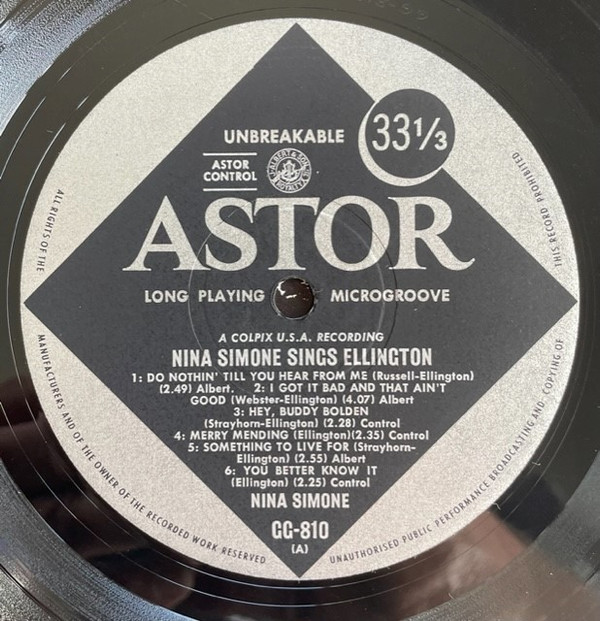 UNBREAKABLE
33⅓
ASTOR
CONTROL
ALBERT & SON
ROYALTY
ASTOR
LONG PLAYING MICROGROOVE
A COLPIX U.S.A. RECORDING
NINA SIMONE SINGS ELLINGTON
1: DO NOTHIN' TILL YOU HEAR FROM ME (Russell-Ellington)
(2.49) Albert. 2: I GOT IT BAD AND THAT AIN'T
GOOD (Webster-Ellington) (4.07) Albert
3: HEY, BUDDY BOLDEN
(Strayhorn-Ellington) (2.28) Control
4: MERRY MENDING (Ellington)(2.35) Control
5: SOMETHING TO LIVE FOR (Strayhorn-
Ellington) (2.55) Albert
6: YOU BETTER KNOW IT
(Ellington) (2.25) Control
NINA SIMONE
GG-810
(A)
ALL RIGHTS OF THE
MANUFACTURERS AND OF THE OWNER OF THE RECORDED WORK RESERVED
UNAUTHORISED PUBLIC PERFORMANCE BROADCASTING AND COPYING OF
THIS RECORD PROHIBITED